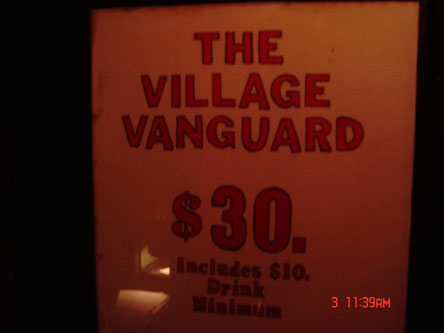 THE
VILLAGE
VANGUARD
$30.
Includes $10.
Drink
Minimum
3 11:39AM